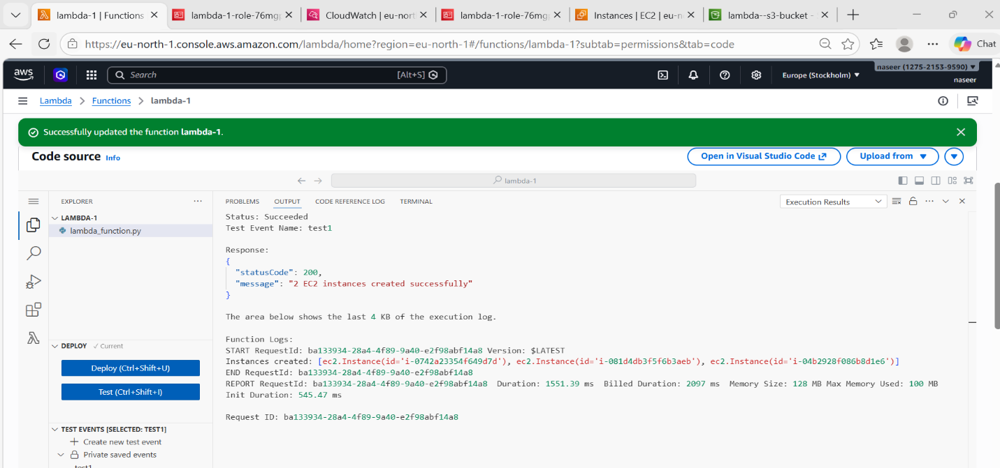 lambda-1 | Functions
lambda-1-role-76mg
CloudWatch | eu-nort
lambda-1-role-76mg
Instances | EC2 | eu-n
lambda--s3-bucket -
https://eu-north-1.console.aws.amazon.com/lambda/home?region=eu-north-1#/functions/lambda-1?subtab=permissions&tab=code
Chat
aws
Search
[Alt+S]
Europe (Stockholm)
naseer (1275-2153-9590)
naseer
Lambda > Functions > lambda-1
Successfully updated the function lambda-1.
Code source Info
Open in Visual Studio Code
Upload from
lambda-1
EXPLORER
LAMBDA-1
lambda_function.py
PROBLEMS OUTPUT CODE REFERENCE LOG TERMINAL
Execution Results
Status: Succeeded
Test Event Name: test1
Response:
{
"statusCode": 200,
"message": "2 EC2 instances created successfully"
}
The area below shows the last 4 KB of the execution log.
Function Logs:
START RequestId: ba133934-28a4-4f89-9a40-e2f98abf14a8 Version: $LATEST
Instances created: [ec2.Instance(id='i-0742a23354f649d7d'), ec2.Instance(id='i-081d4db3f5f6b3aeb'), ec2.Instance(id='i-04b2928f086b8d1e6')]
END RequestId: ba133934-28a4-4f89-9a40-e2f98abf14a8
REPORT RequestId: ba133934-28a4-4f89-9a40-e2f98abf14a8 Duration: 1551.39 ms Billed Duration: 2097 ms Memory Size: 128 MB Max Memory Used: 100 MB
Init Duration: 545.47 ms
Request ID: ba133934-28a4-4f89-9a40-e2f98abf14a8
DEPLOY ✓ Current
Deploy (Ctrl+Shift+U)
Test (Ctrl+Shift+I)
TEST EVENTS [SELECTED: TEST1]
Create new test event
Private saved events
test1